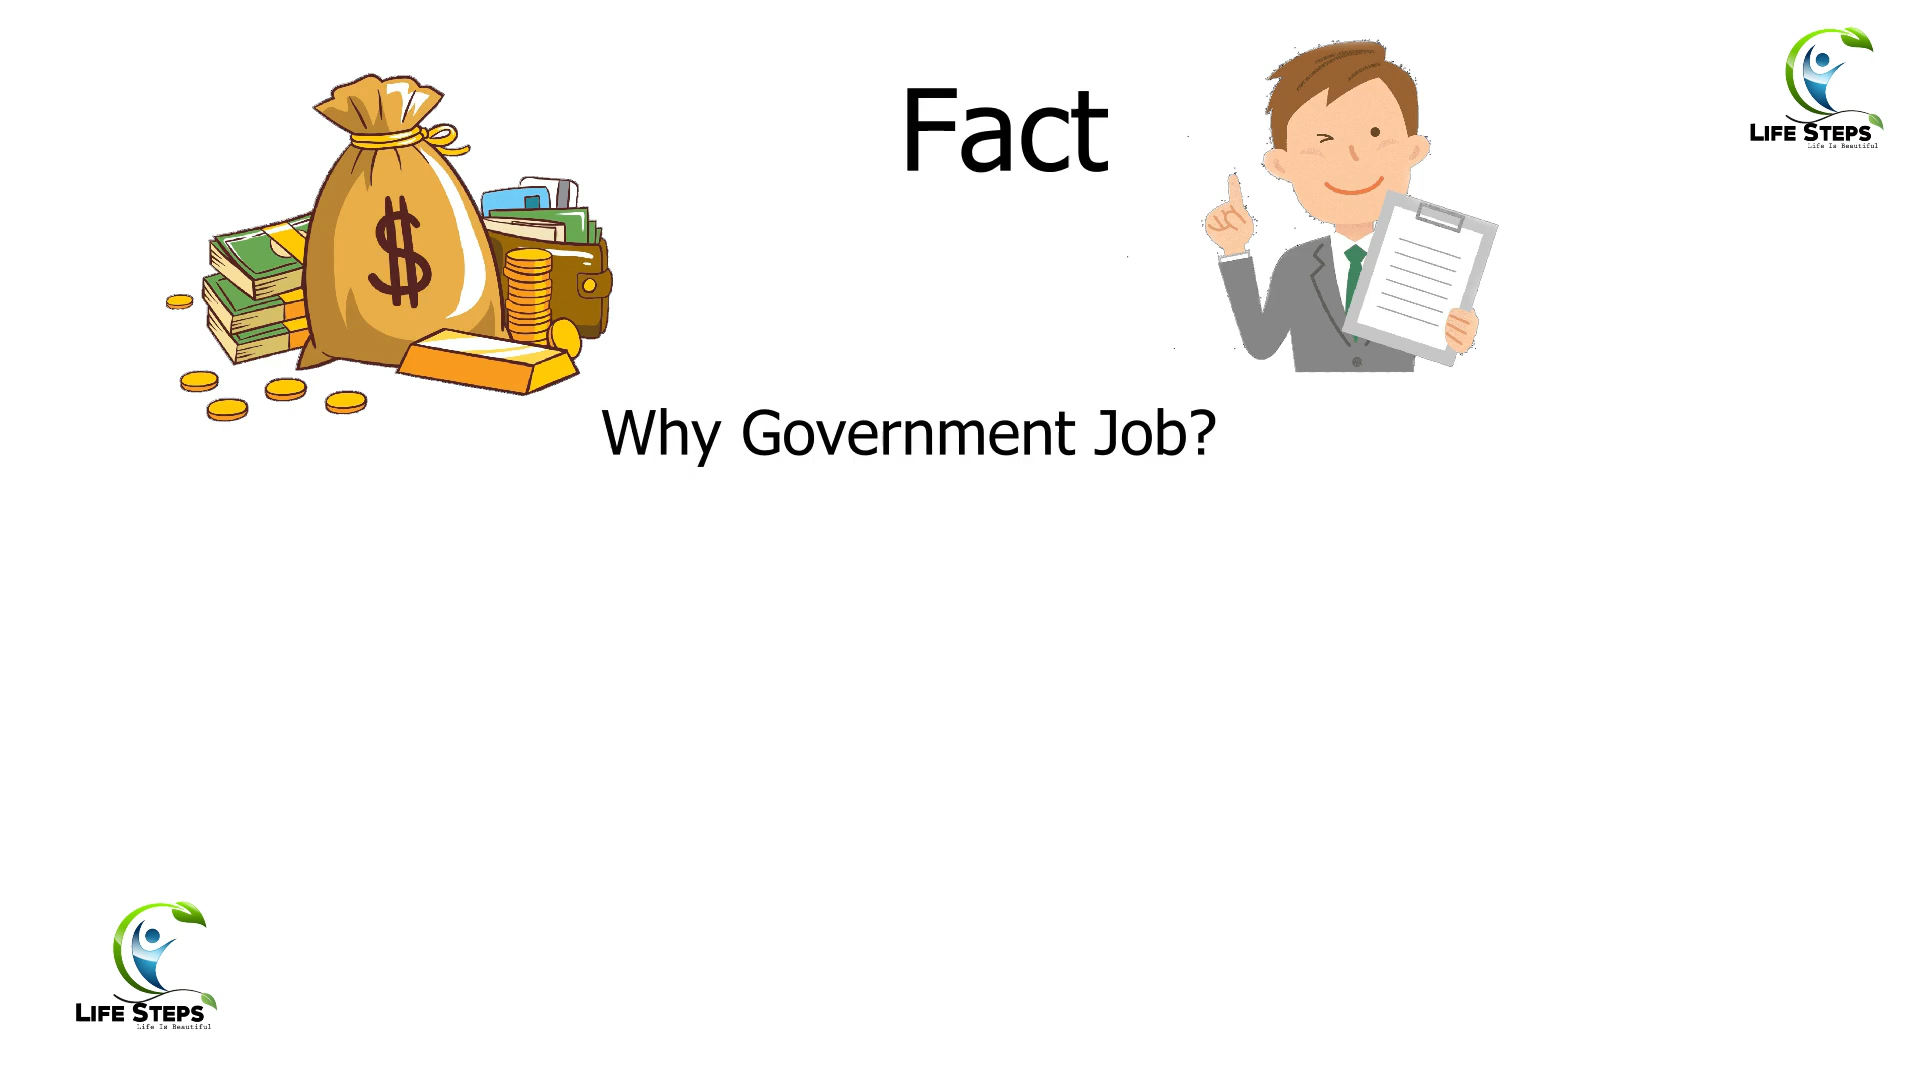 Fact
LIFE STEPS
Life Is Beautiful
$
Why Government Job?
LIFE STEPS
Life Is Beautiful